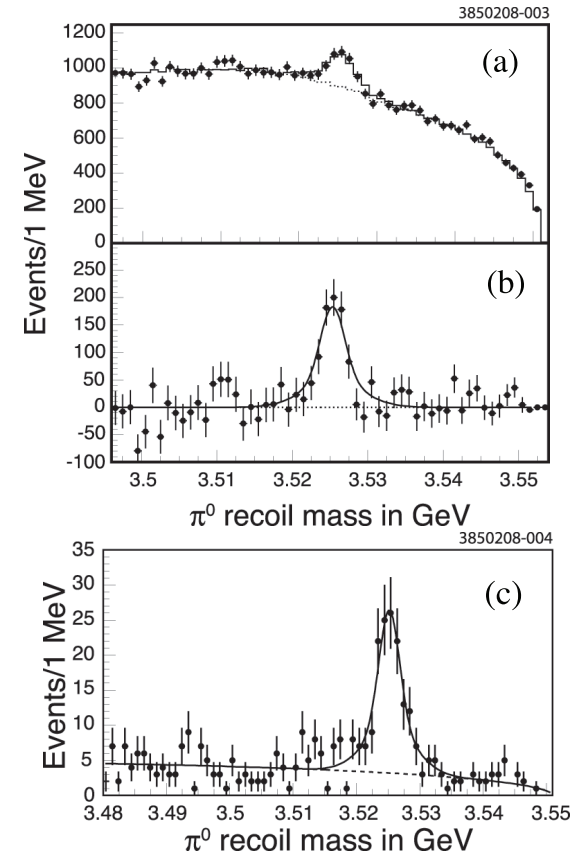 3850208-003
1200
1000
800
600
400
200
0
(a)
Events/1 MeV
250
200
150
100
50
0
-50
-100
(b)
3.5 3.51 3.52 3.53 3.54 3.55
π⁰ recoil mass in GeV
3850208-004
35
30
25
20
15
10
5
0
(c)
Events/1 MeV
3.48 3.49 3.5 3.51 3.52 3.53 3.54 3.55
π⁰ recoil mass in GeV